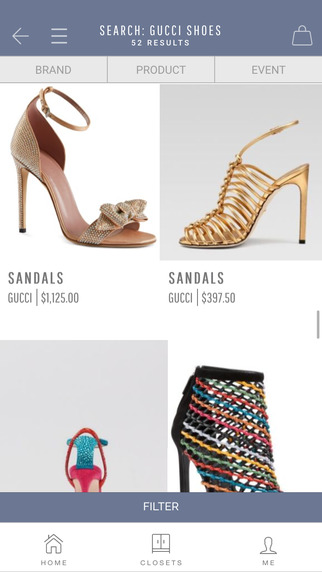 SEARCH: GUCCI SHOES
52 RESULTS
BRAND
PRODUCT
EVENT
SANDALS
GUCCI | $1,125.00
SANDALS
GUCCI | $397.50
FILTER
HOME
CLOSETS
ME